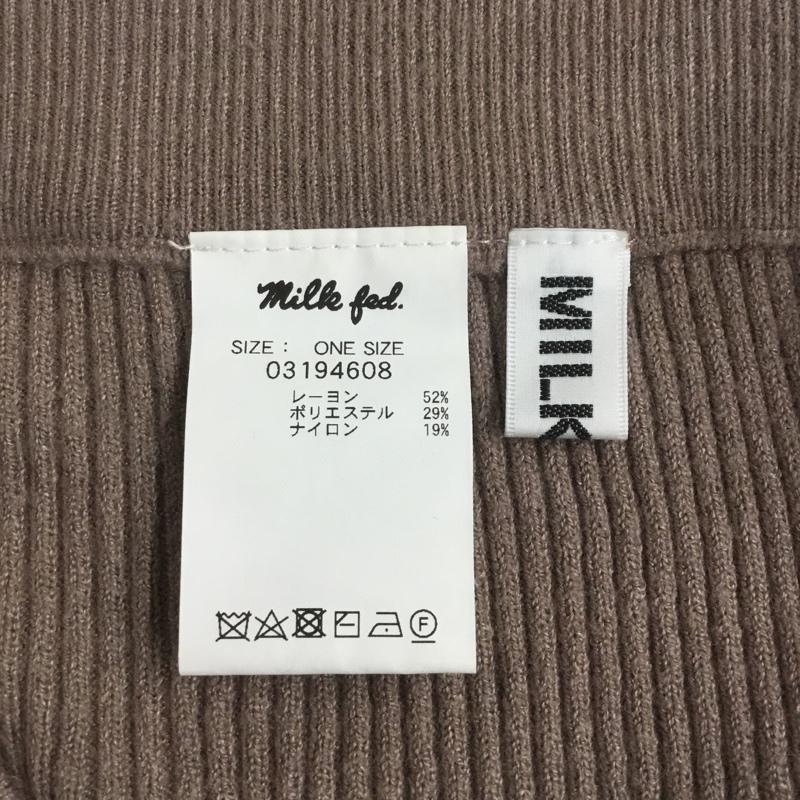 Milk fed.
SIZE : ONE SIZE
03194608
レーヨン 52%
ポリエステル 29%
ナイロン 19%
F
MILK